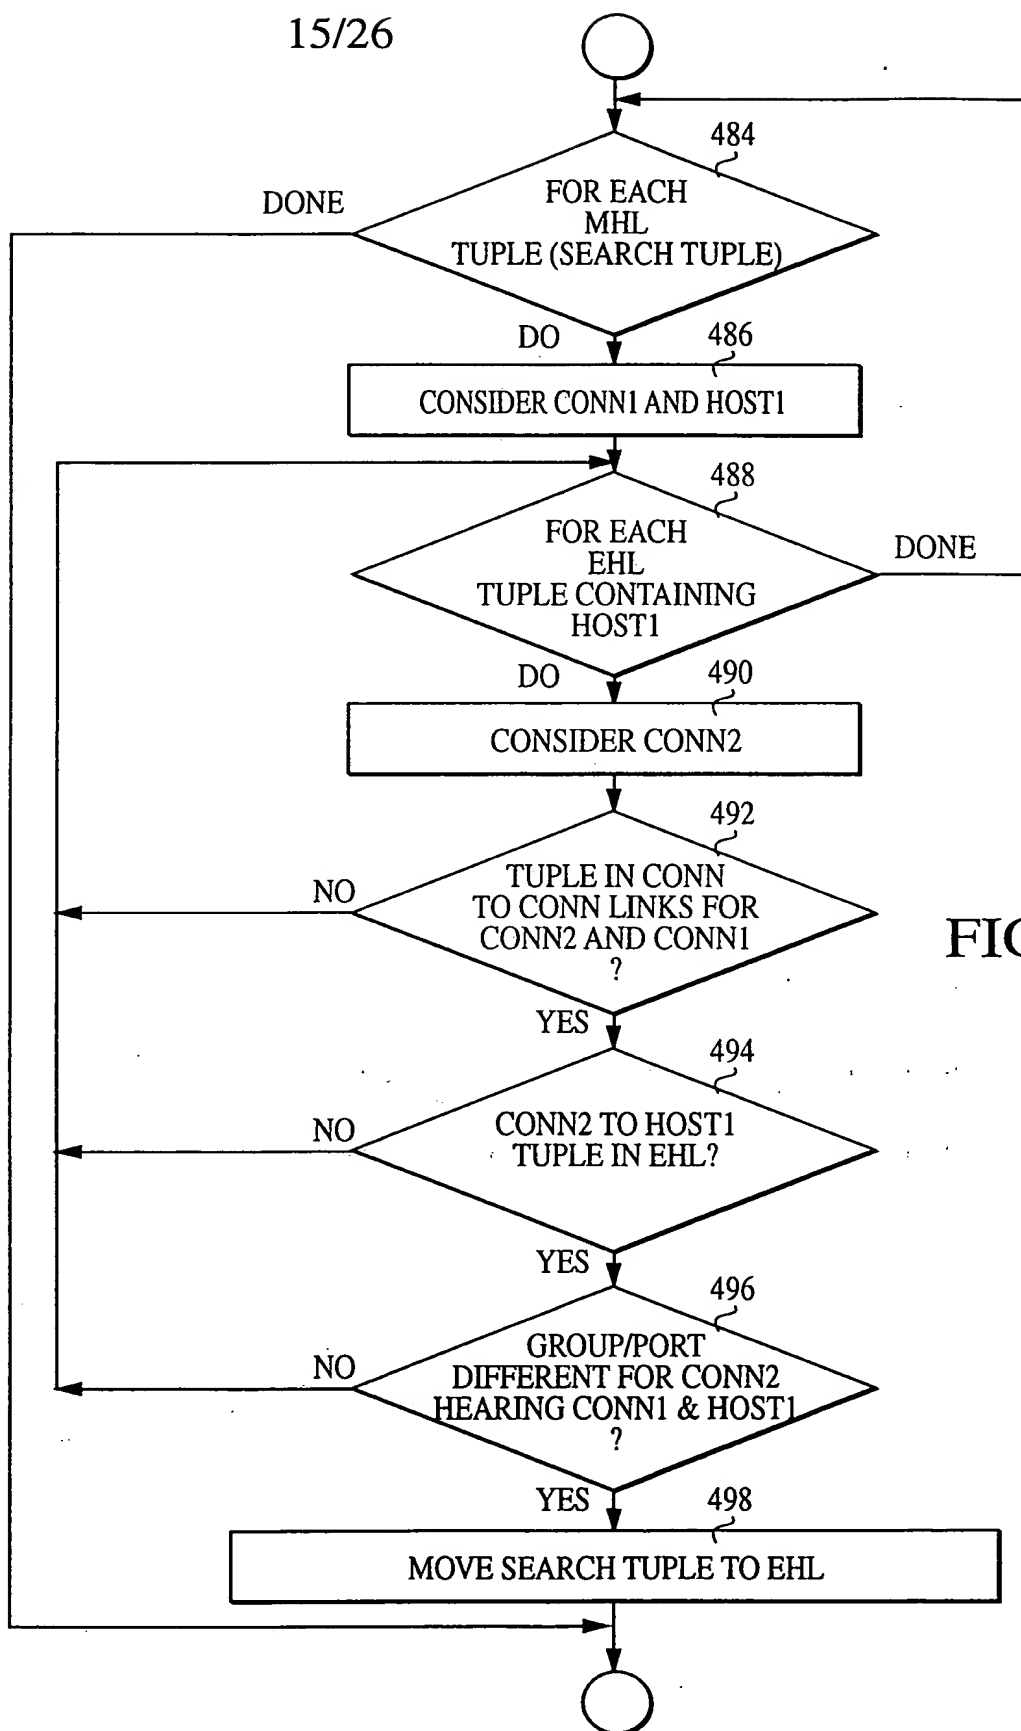 15/26
484
FOR EACH
MHL
TUPLE (SEARCH TUPLE)
DONE
DO
486
CONSIDER CONN1 AND HOST1
488
FOR EACH
EHL
TUPLE CONTAINING
HOST1
DONE
DO
490
CONSIDER CONN2
492
TUPLE IN CONN
TO CONN LINKS FOR
CONN2 AND CONN1
?
NO
YES
494
CONN2 TO HOST1
TUPLE IN EHL?
NO
YES
496
GROUP/PORT
DIFFERENT FOR CONN2
HEARING CONN1 & HOST1
?
NO
YES
498
MOVE SEARCH TUPLE TO EHL